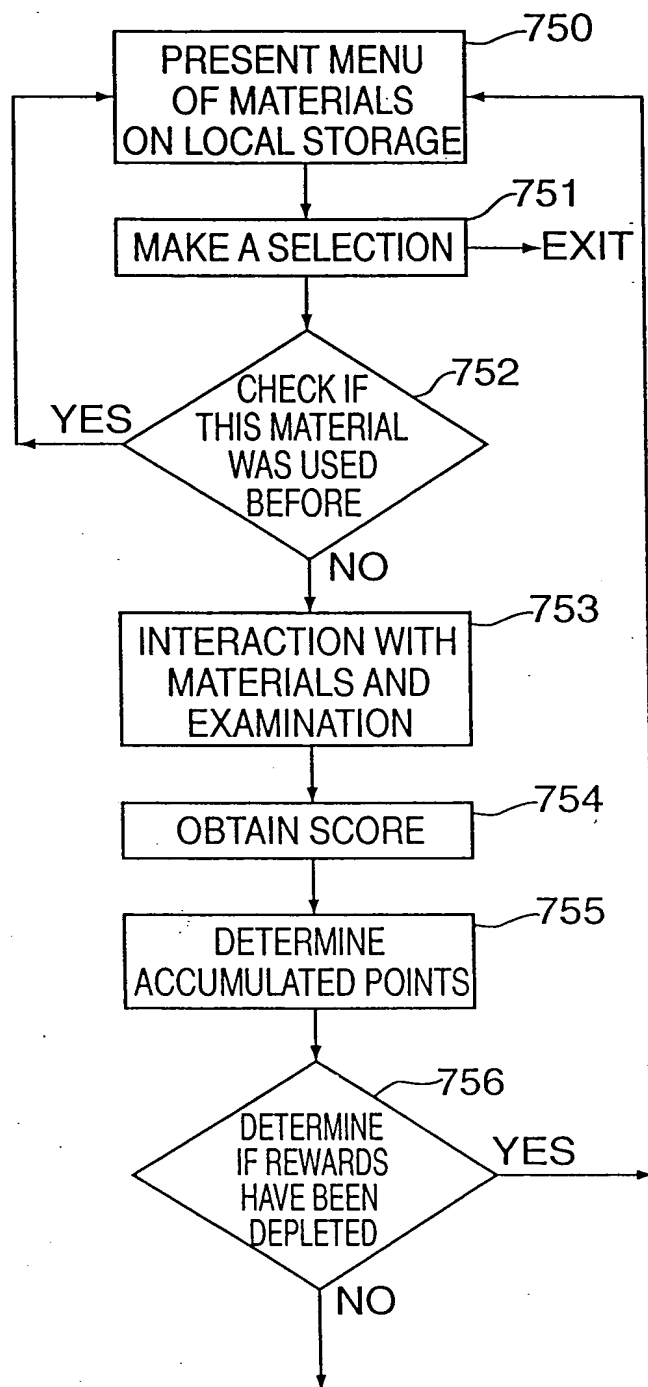 750
PRESENT MENU
OF MATERIALS
ON LOCAL STORAGE
751
MAKE A SELECTION
EXIT
752
CHECK IF
THIS MATERIAL
WAS USED
BEFORE
YES
NO
753
INTERACTION WITH
MATERIALS AND
EXAMINATION
754
OBTAIN SCORE
755
DETERMINE
ACCUMULATED POINTS
756
DETERMINE
IF REWARDS
HAVE BEEN
DEPLETED
YES
NO